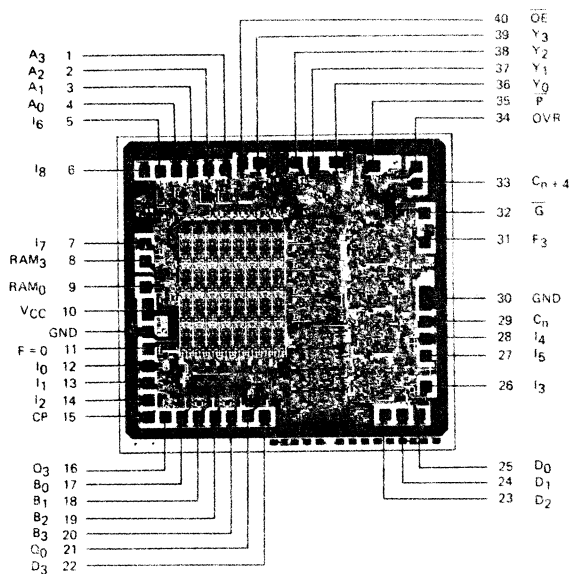 A3 1
A2 2
A1 3
A0 4
I6 5
I8 6
I7 7
RAM3 8
RAM0 9
VCC 10
GND
F = 0 11
I0 12
I1 13
I2 14
CP 15
Q3 16
B0 17
B1 18
B2 19
B3 20
Q0 21
D3 22
40 O̅E̅
39 Y3
38 Y2
37 Y1
36 Y0
35 P̅
34 OVR
33 Cn + 4
32 G̅
31 F3
30 GND
29 Cn
28 I4
27 I5
26 I3
25 D0
24 D1
23 D2